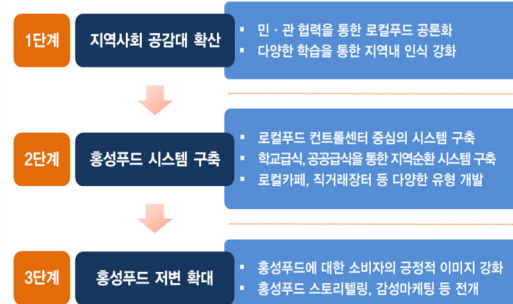 1단계
지역사회 공감대 확산
▪ 민 · 관 협력을 통한 로컬푸드 공론화
▪ 다양한 학습을 통한 지역내 인식 강화
2단계
홍성푸드 시스템 구축
▪ 로컬푸드 컨트롤센터 중심의 시스템 구축
▪ 학교급식, 공공급식을 통한 지역순환 시스템 구축
▪ 로컬카페, 직거래장터 등 다양한 유형 개발
3단계
홍성푸드 저변 확대
▪ 홍성푸드에 대한 소비자의 긍정적 이미지 강화
▪ 홍성푸드 스토리텔링, 감성마케팅 등 전개